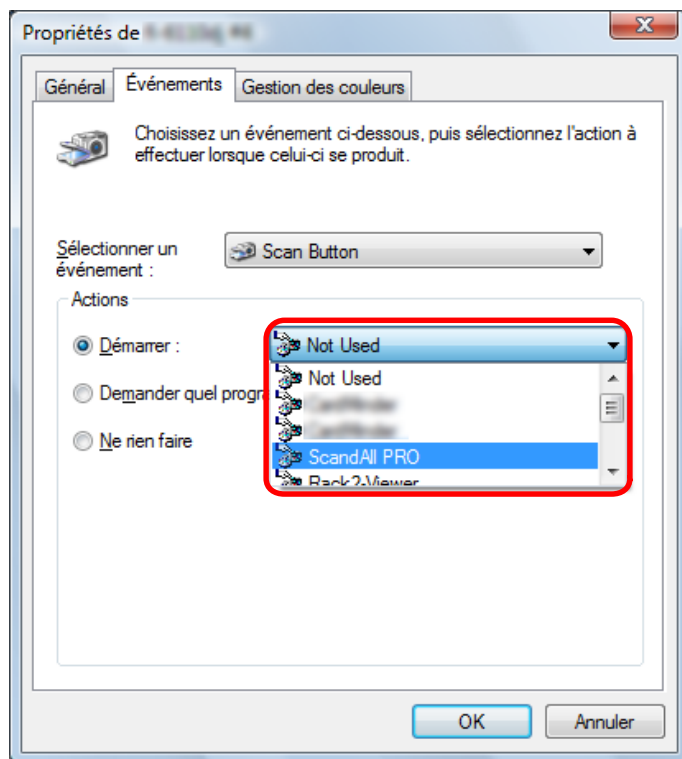 Propriétés de
Général
Événements
Gestion des couleurs
Choisissez un événement ci-dessous, puis sélectionnez l'action à
effectuer lorsque celui-ci se produit.
Sélectionner un
événement :
Scan Button
Actions
Démarrer :
Not Used
Not Used
Demander quel progr
ScandAll PRO
Ne rien faire
Rack2-Viewer
OK
Annuler